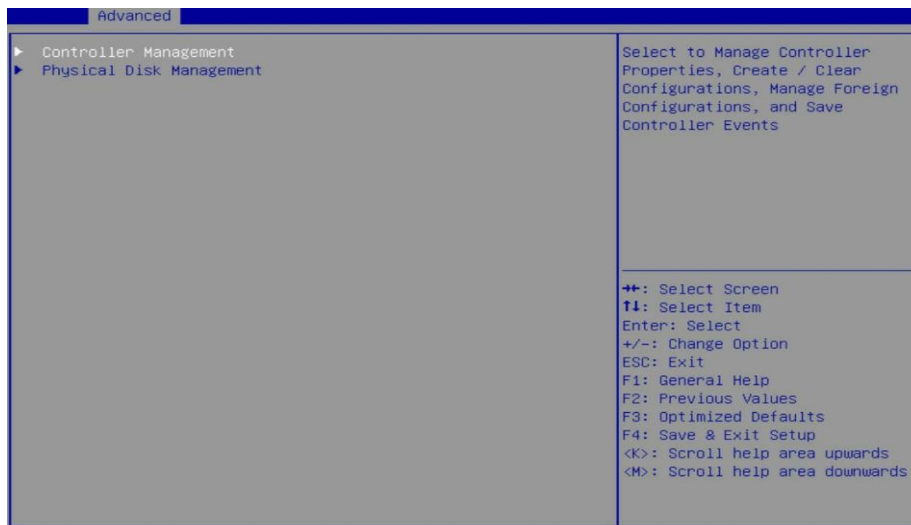 Advanced
Controller Management
Physical Disk Management
Select to Manage Controller
Properties, Create / Clear
Configurations, Manage Foreign
Configurations, and Save
Controller Events
→←: Select Screen
↑↓: Select Item
Enter: Select
+/-: Change Option
ESC: Exit
F1: General Help
F2: Previous Values
F3: Optimized Defaults
F4: Save & Exit Setup
<K>: Scroll help area upwards
<M>: Scroll help area downwards